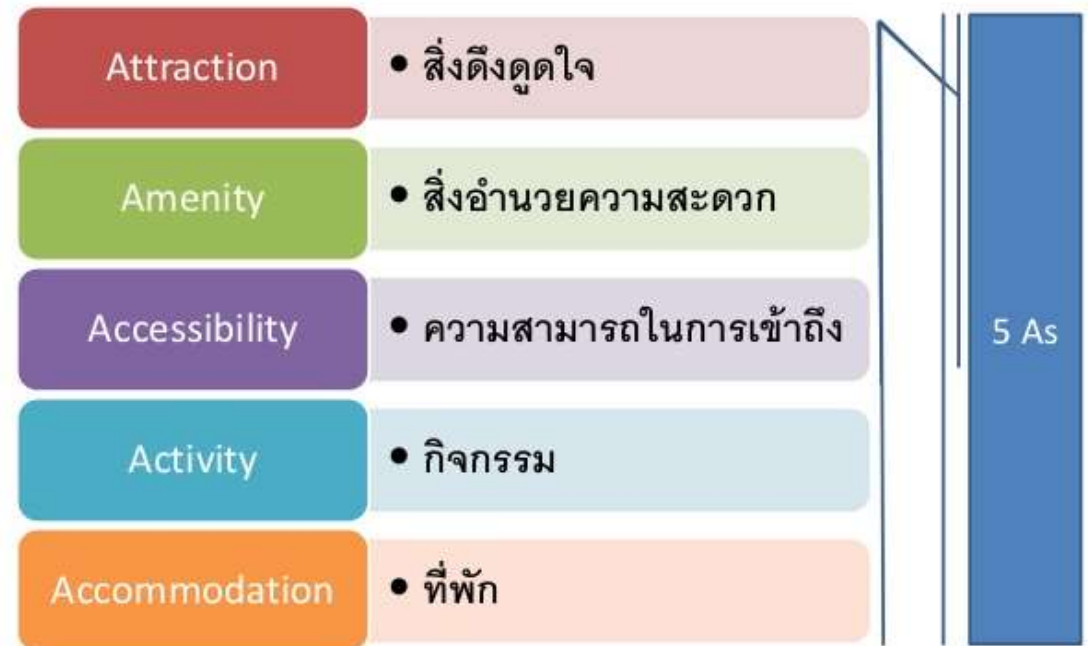 Attraction
• สิ่งดึงดูดใจ
Amenity
• สิ่งอำนวยความสะดวก
Accessibility
• ความสามารถในการเข้าถึง
Activity
• กิจกรรม
Accommodation
• ที่พัก
5 As